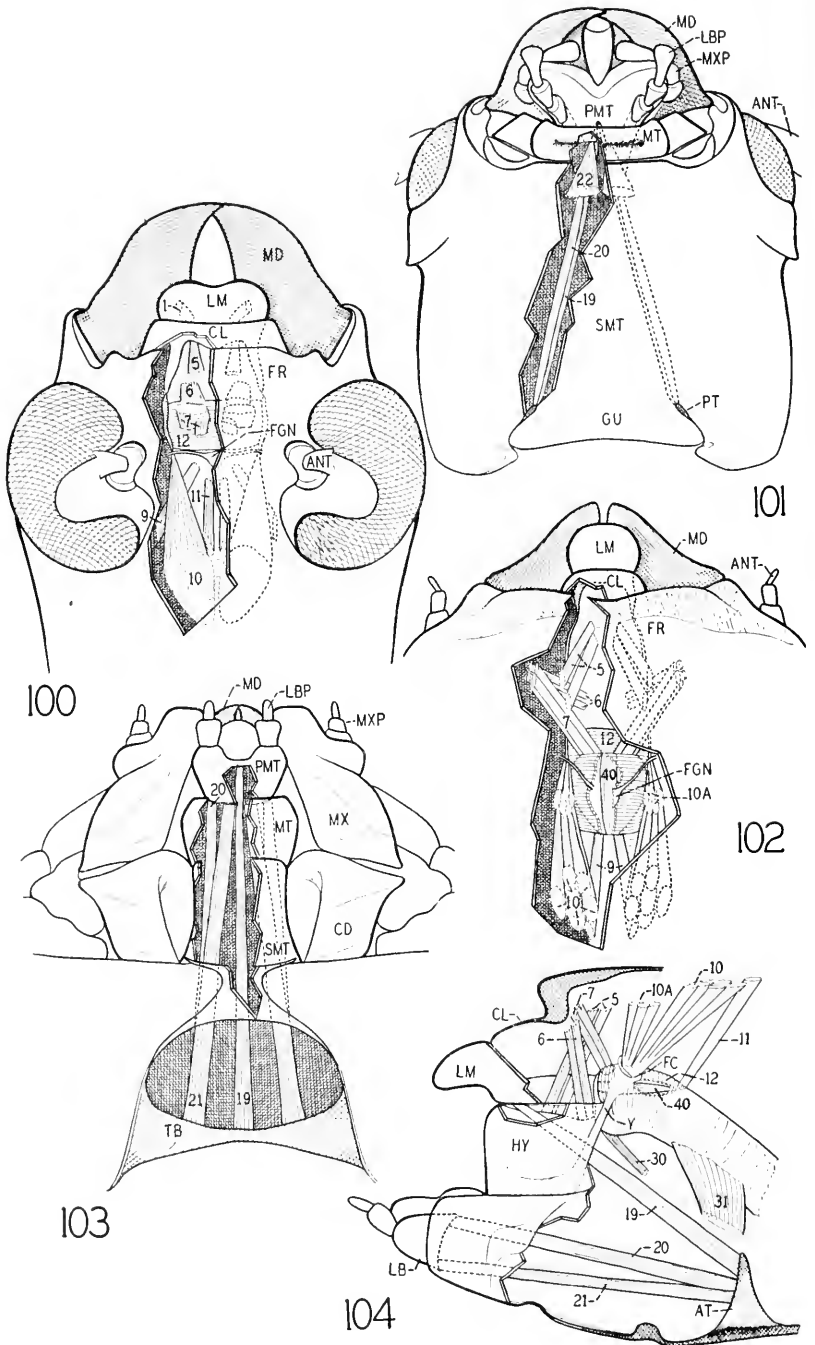 MD
LBP
MXP
ANT
PMT
MT
22
20
19
SMT
PT
GU
101
MD
LM
1
CL
5
FR
6
7
12
FGN
ANT
11
9
10
100
LM
MD
ANT
CL
FR
5
6
7
12
40
FGN
10A
9
10
102
MD
LBP
MXP
PMT
20
MT
MX
SMT
CD
21
19
TB
103
7
5
10A
10
CL
6
11
LM
FC
12
40
Y
HY
30
31
19
20
LB
21
AT
104